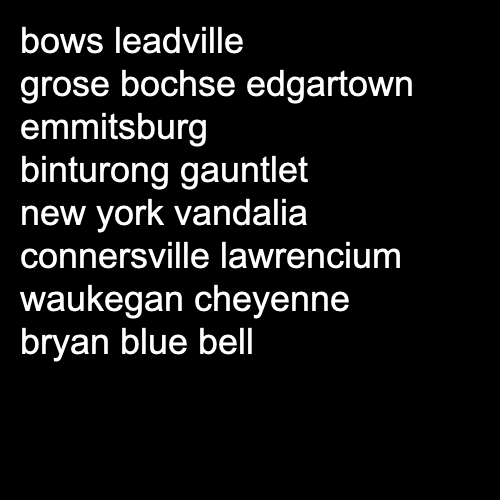 bows leadville
grose bochse edgartown
emmitsburg
binturong gauntlet
new york vandalia
connersville lawrencium
waukegan cheyenne
bryan blue bell